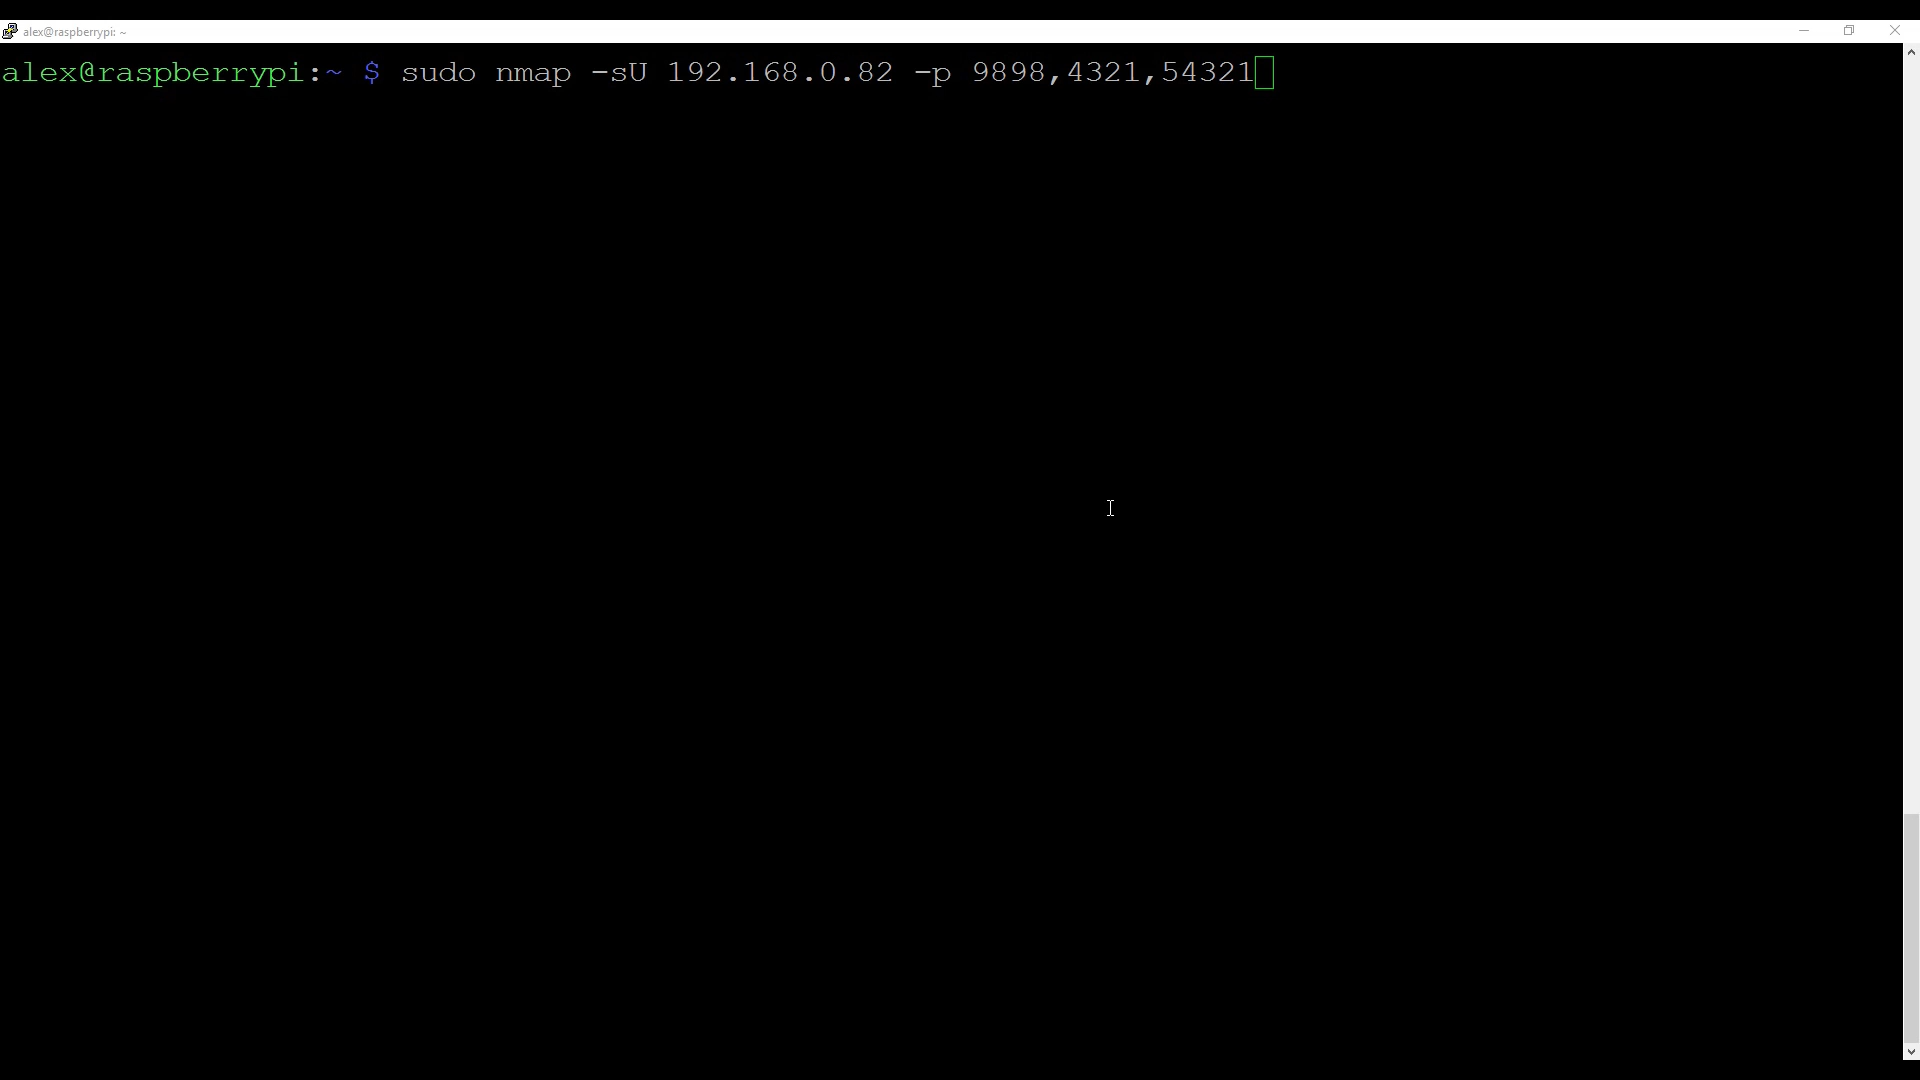 alex@raspberrypi: ~
alex@raspberrypi:~ $ sudo nmap -sU 192.168.0.82 -p 9898,4321,54321